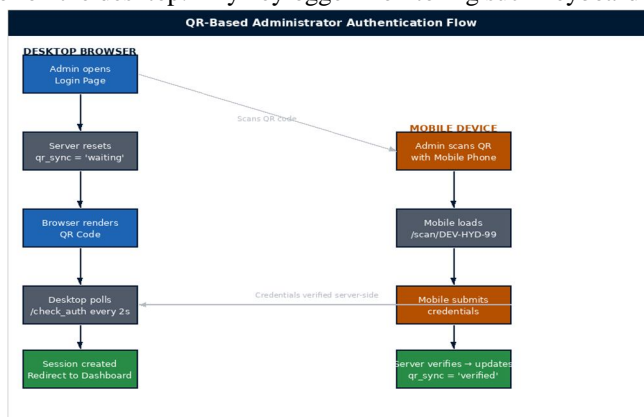 QR-Based Administrator Authentication Flow
DESKTOP BROWSER
Admin opens
Login Page
Scans QR code
MOBILE DEVICE
Server resets
qr_sync = 'waiting'
Admin scans QR
with Mobile Phone
Browser renders
QR Code
Mobile loads
/scan/DEV-HYD-99
Desktop polls
/check_auth every 2s
Credentials verified server-side
Mobile submits
credentials
Session created
Redirect to Dashboard
Server verifies → updates
qr_sync = 'verified'